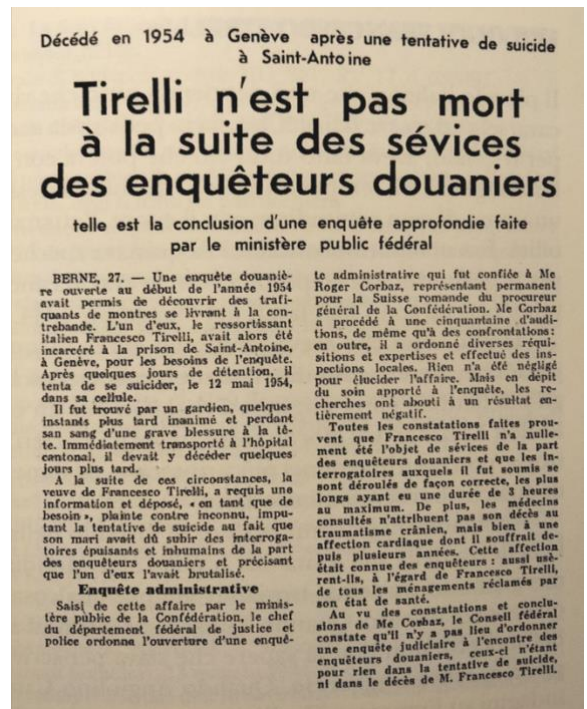 Décédé en 1954 à Genève après une tentative de suicide
à Saint-Antoine
Tirelli n'est pas mort
à la suite des sévices
des enquêteurs douaniers
telle est la conclusion d'une enquête approfondie faite
par le ministère public fédéral
BERNE, 27. — Une enquête douaniè-
re ouverte au début de l'année 1954
avait permis de découvrir des trafi-
quants de montres se livrant à la con-
trebande. L'un d'eux, le ressortissant
italien Francesco Tirelli, avait alors été
incarcéré à la prison de Saint-Antoine,
à Genève, pour les besoins de l'enquête.
Après quelques jours de détention, il
tenta de se suicider, le 12 mai 1954,
dans sa cellule.
Il fut trouvé par un gardien, quelques
instants plus tard inanimé et perdant
san sang d'une grave blessure à la tê-
te. Immédiatement transporté à l'hôpital
cantonal, il devait y décéder quelques
jours plus tard.
A la suite de ces circonstances, la
veuve de Francesco Tirelli, a requis une
information et déposé, « en tant que de
besoin », plainte contre inconnu, impu-
tant la tentative de suicide au fait que
son mari avait dû subir des interroga-
toires épuisants et inhumains de la part
des enquêteurs douaniers et précisant
que l'un d'eux l'avait brutalisé.
Enquête administrative
Saisi de cette affaire par le minis-
tère public de la Confédération, le chef
du département fédéral de justice et
police ordonne l'ouverture d'une enquê-
te administrative qui fut confiée à Me
Roger Corbaz, représentant permanent
pour la Suisse romande du procureur
général de la Confédération. Me Corbaz
a procédé à une cinquantaine d'audi-
tions, de même qu'à des confrontations:
en outre, il a ordonné diverses réqui-
sitions et expertises et effectué des ins-
pections locales. Rien n'a été négligé
pour élucider l'affaire. Mais en dépit
du soin apporté à l'enquête, les re-
cherches ont abouti à un résultat en-
tièrement négatif.
Toutes les constatations faites prou-
vent que Francesco Tirelli n'a nulle-
ment été l'objet de sévices de la part
des enquêteurs douaniers et que les in-
terrogatoires auxquels il fut soumis se
sont déroulés de façon correcte, les plus
longs ayant eu une durée de 3 heures
au maximum. De plus, les médecins
consultés n'attribuent pas son décès au
traumatisme crânien, mais bien à une
affection cardiaque dont il souffrait de-
puis plusieurs années. Cette affection
était connue des enquêteurs : aussi usè-
rent-ils, à l'égard de Francesco Tirelli,
de tous les ménagements réclamés par
son état de santé.
Au vu des constatations et conclu-
sions de Me Corbaz, le Conseil fédéral
constate qu'il n'y a pas lieu d'ordonner
une enquête judiciaire à l'encontre des
enquêteurs douaniers, ceux-ci n'étant
pour rien dans la tentative de suicide,
ni dans le décès de M. Francesco Tirelli.